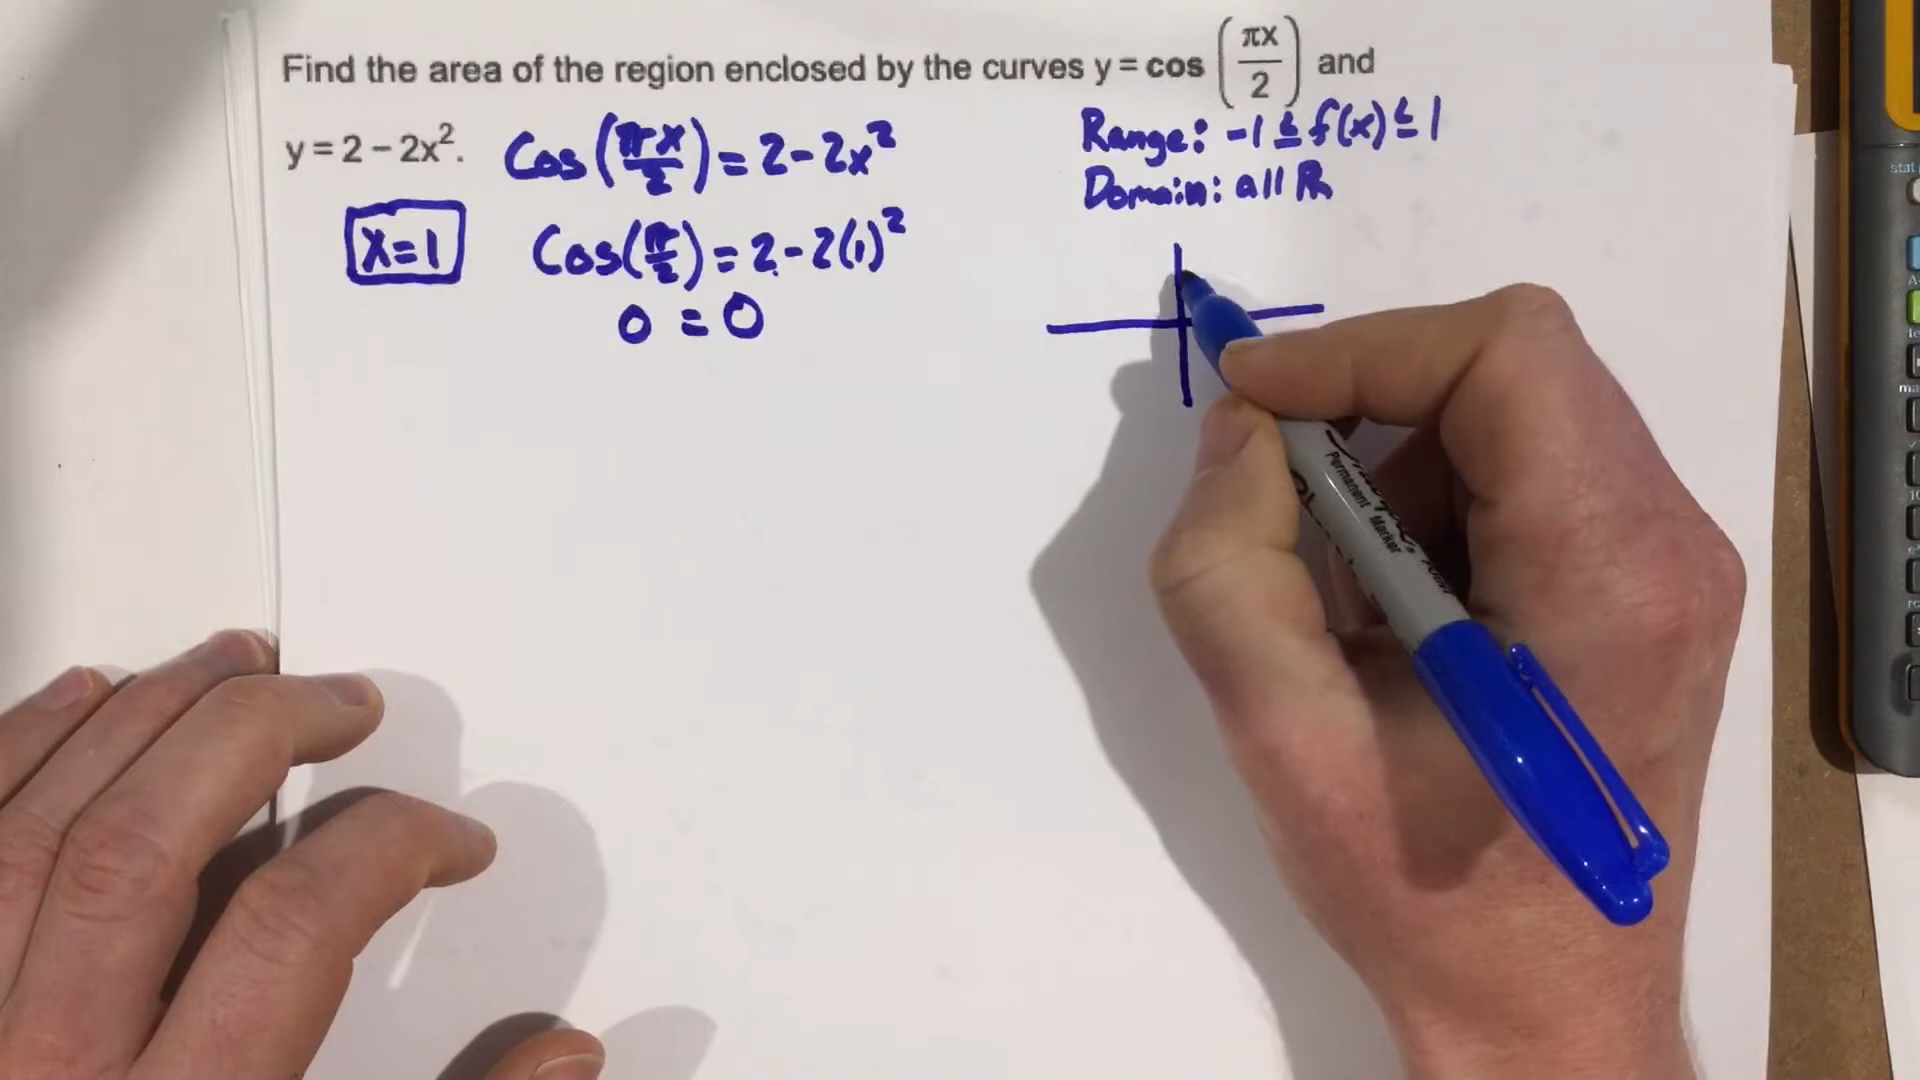 Find the area of the region enclosed by the curves y = cos (πx/2) and
y = 2 – 2x².
Cos(πx/2) = 2 - 2x²
x=1
Cos(π/2) = 2 - 2(1)²
0 = 0
Range: -1 ≤ f(x) ≤ 1
Domain: all ℝ
Permanent Marker
stat